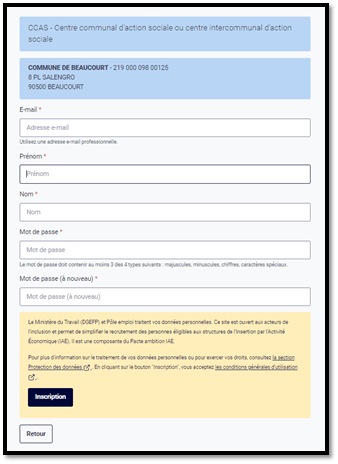 CCAS - Centre communal d'action sociale ou centre intercommunal d'action
sociale
COMMUNE DE BEAUCOURT - 219 000 098 00125
8 PL SALENGRO
90500 BEAUCOURT
E-mail *
Adresse e-mail
Utilisez une adresse e-mail professionnelle.
Prénom *
Prénom
Nom *
Nom
Mot de passe *
Mot de passe
Le mot de passe doit contenir au moins 3 des 4 types suivants : majuscules, minuscules, chiffres, caractères spéciaux.
Mot de passe (à nouveau) *
Mot de passe (à nouveau)
Le Ministère du Travail (DGEFP) et Pôle emploi traitent vos données personnelles. Ce site est ouvert aux acteurs de
l'inclusion et permet de simplifier le recrutement des personnes éligibles aux structures de l'Insertion par l'Activité
Économique (IAE). Il est une composante du Pacte ambition IAE.
Pour plus d'information sur le traitement de vos données personnelles ou pour exercer vos droits, consultez la section
Protection des données . En cliquant sur le bouton "Inscription", vous acceptez les conditions générales d'utilisation
.
Inscription
Retour